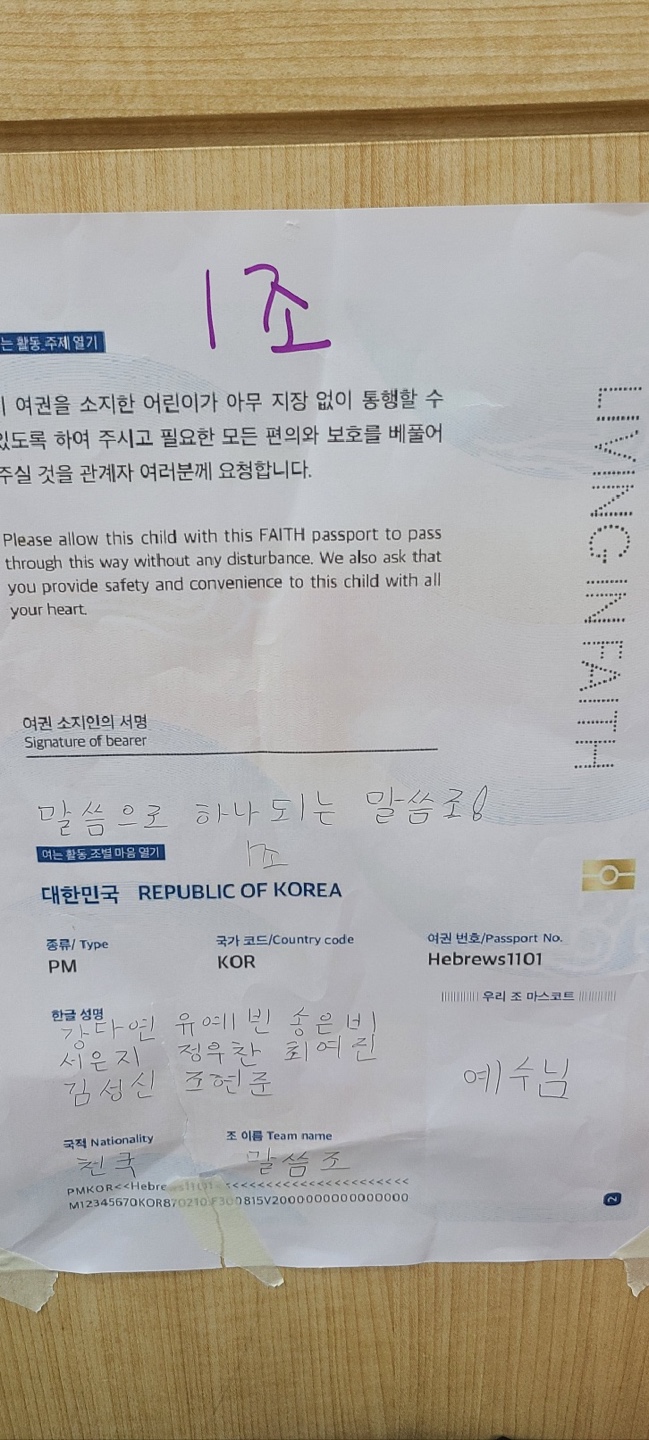 1조
는 활동_주제 열기
여권을 소지한 어린이가 아무 지장 없이 통행할 수
있도록 하여 주시고 필요한 모든 편의와 보호를 베풀어
주실 것을 관계자 여러분께 요청합니다.
Please allow this child with this FAITH passport to pass
through this way without any disturbance. We also ask that
you provide safety and convenience to this child with all
your heart.
LIVING IN FAITH
여권 소지인의 서명
Signature of bearer
말씀으로 하나되는 말씀조!
1조
여는 활동_조별 마음 열기
대한민국 REPUBLIC OF KOREA
종류/ Type 국가 코드/Country code 여권 번호/Passport No.
PM KOR Hebrews1101
우리 조 마스코트
예수님
한글 성명
강다연 유예빈 송은비
서은지 정우찬 최여린
김성신 조현준
국적 Nationality 조 이름 Team name
천국 말씀조
PMKOR<<Hebrews1101<<<<<<<<<<<<<<<<<<<<<<<
M12345670KOR870210 F300815V2000000000000000
2